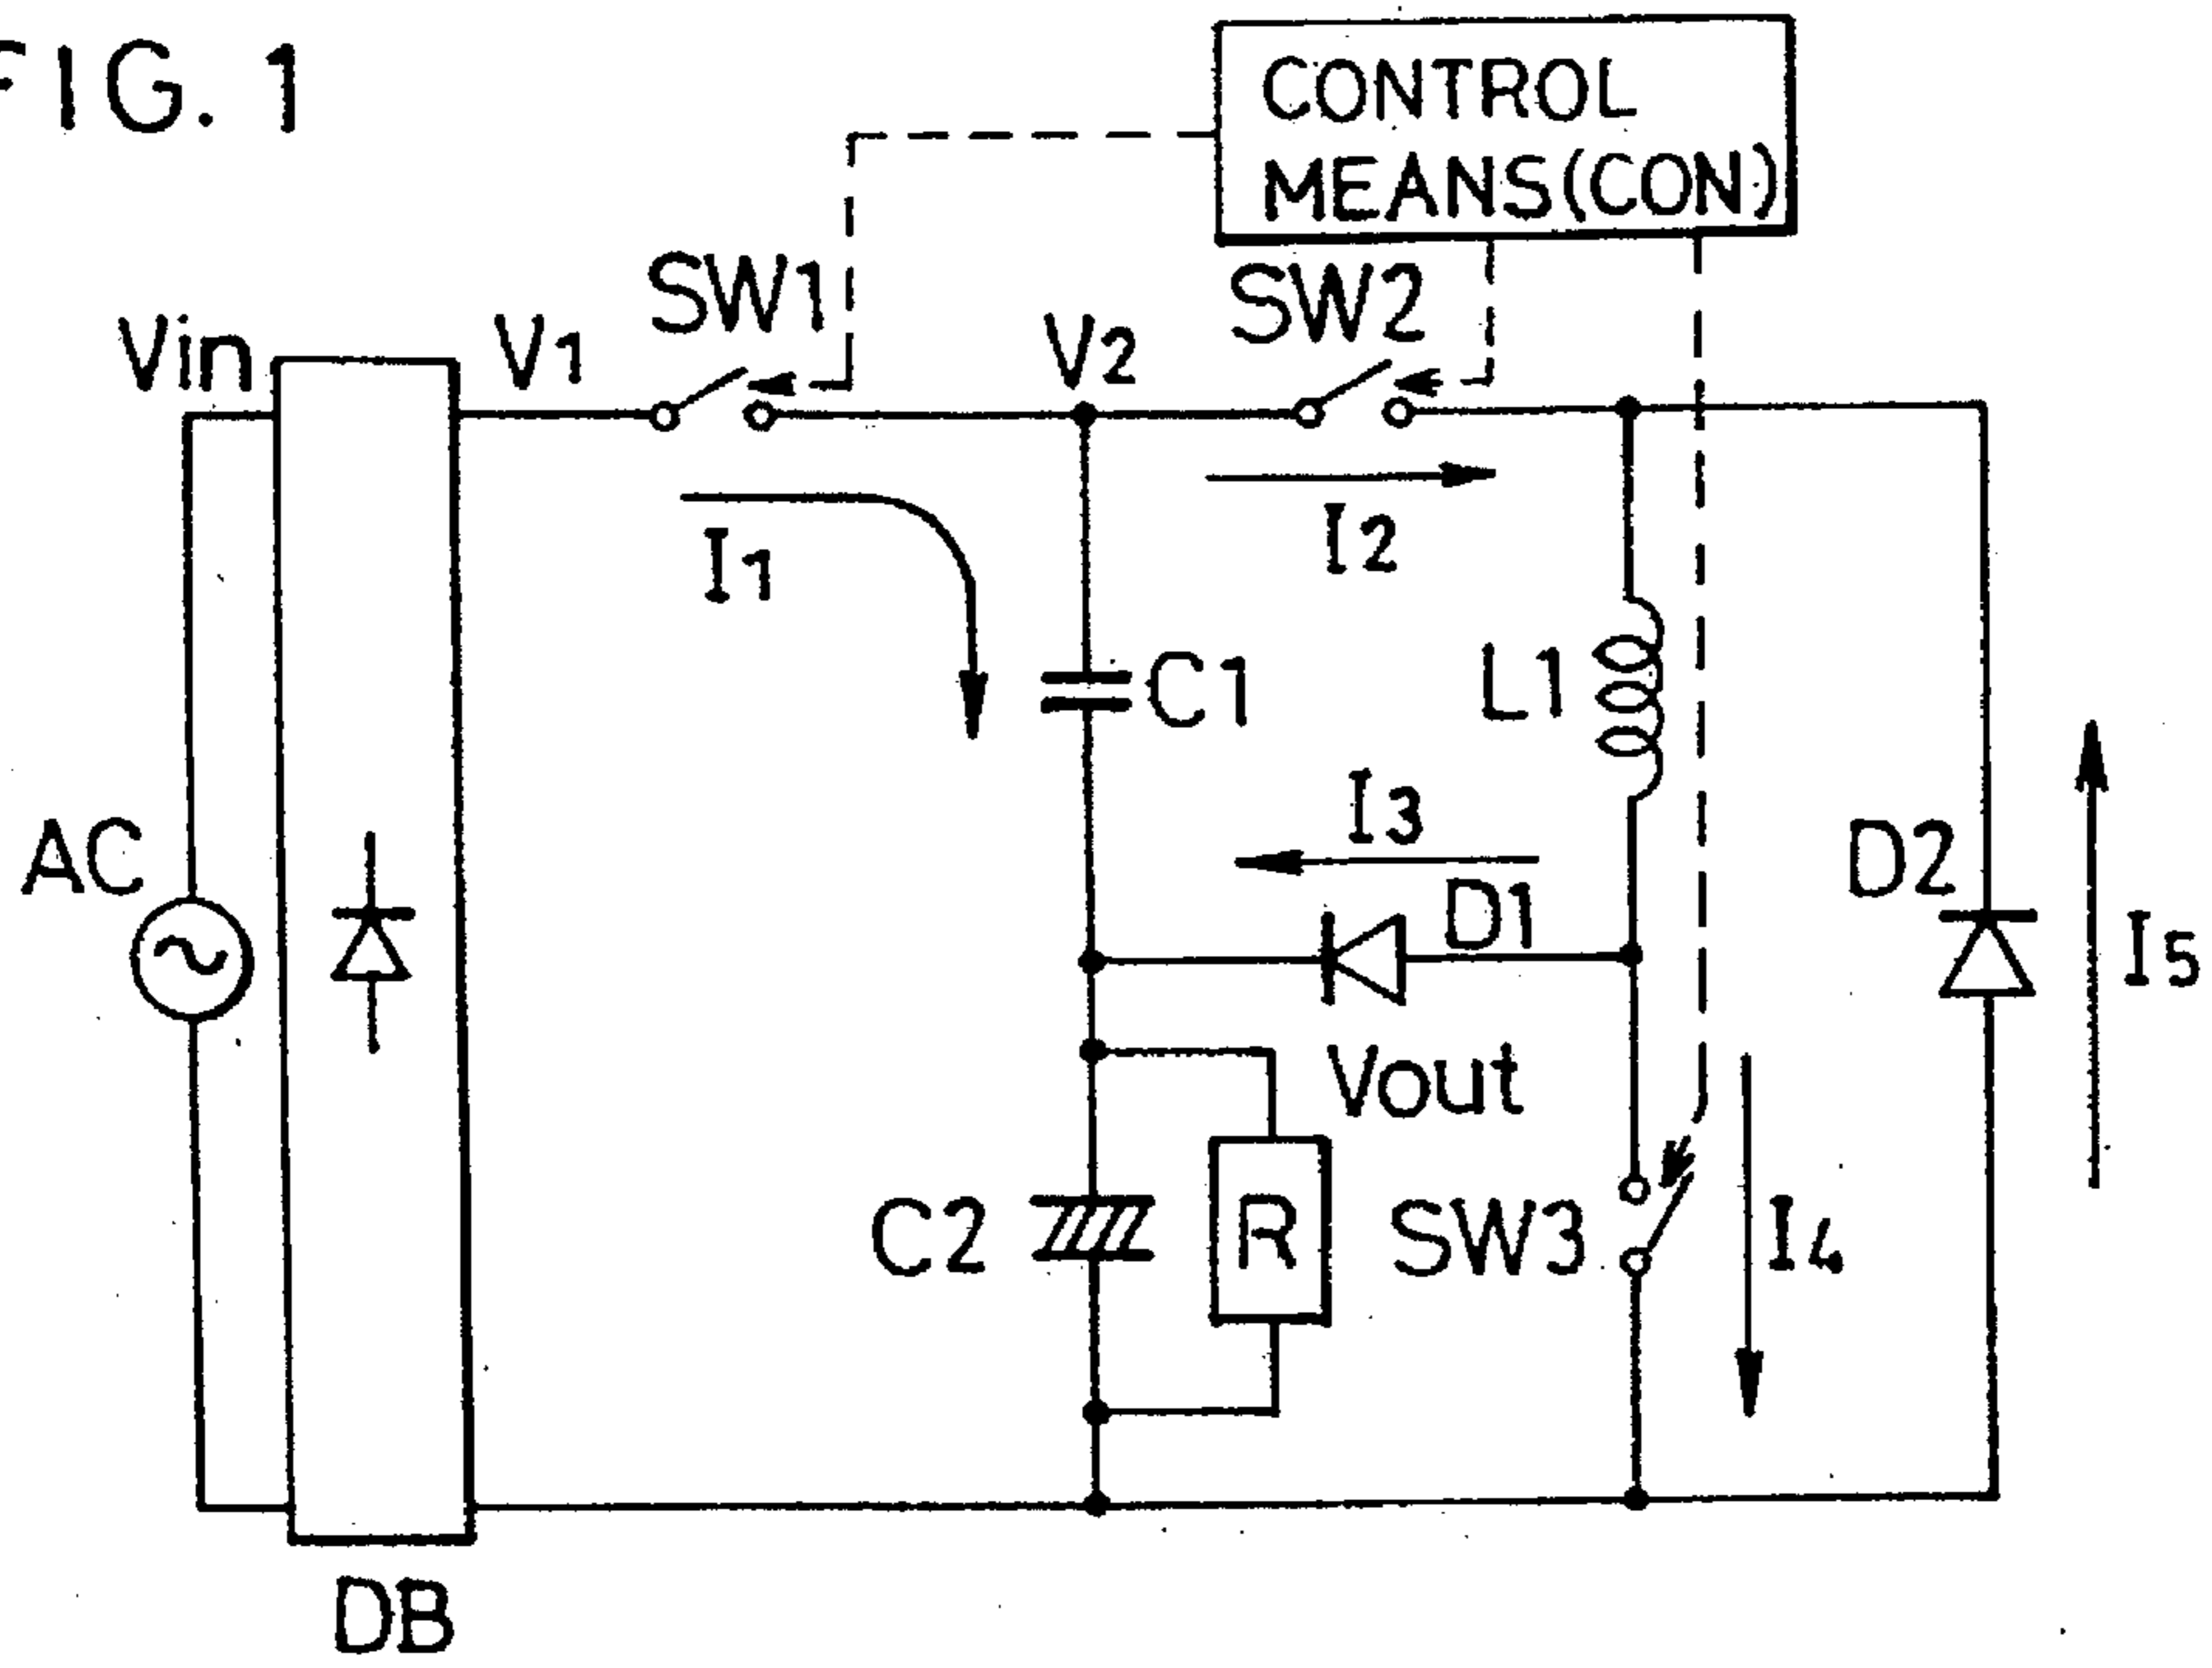 FIG. 1
CONTROL
MEANS(CON)
SW1
SW2
Vin
V1
V2
I1
I2
C1
L1
I3
AC
D1
D2
I5
Vout
C2
R
SW3
I4
DB